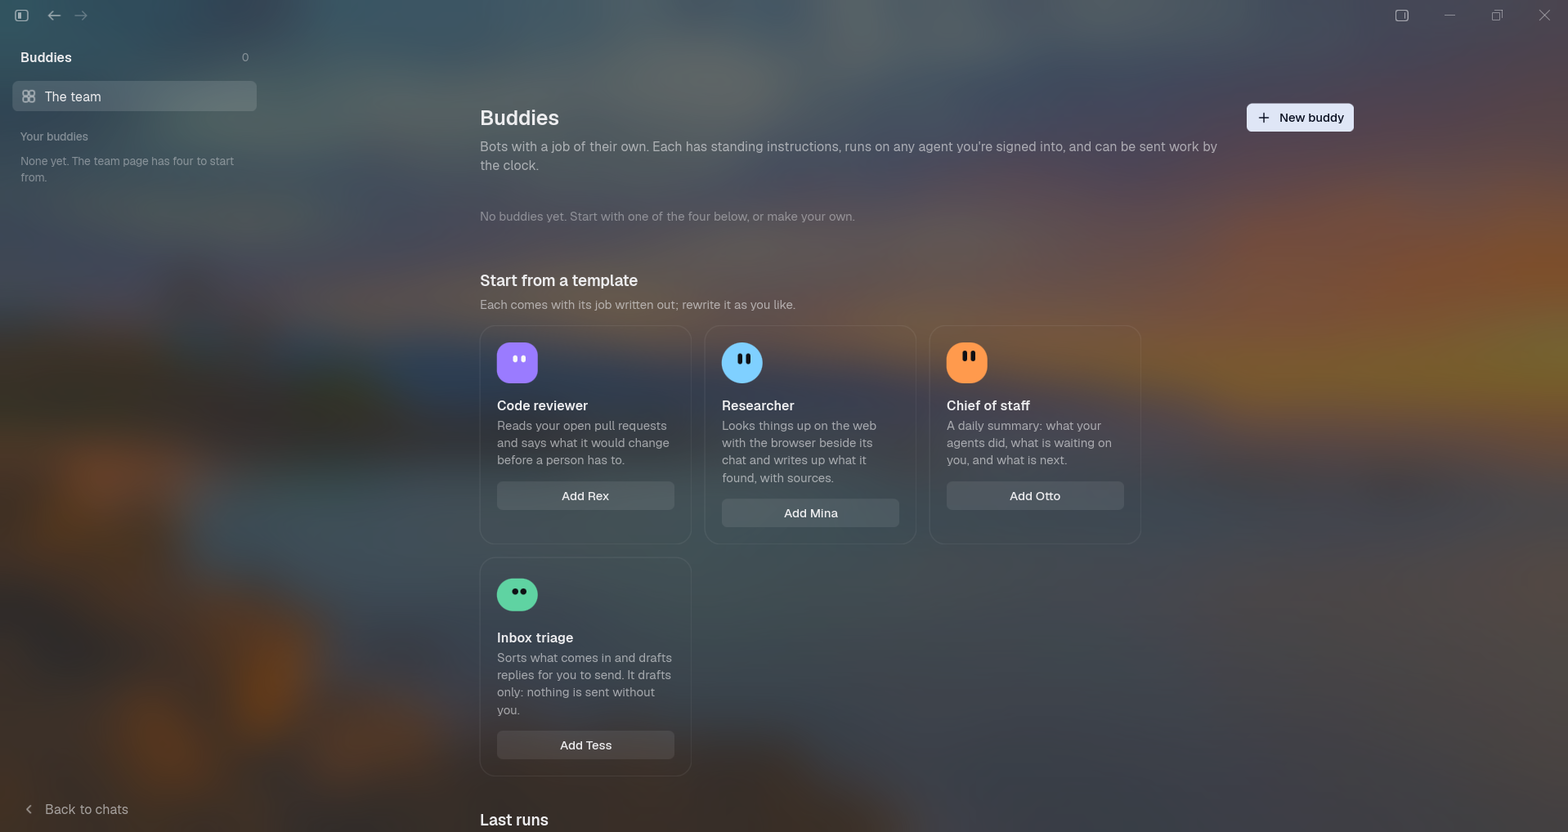 Buddies
0
The team
Your buddies
None yet. The team page has four to start
from.
Back to chats
Buddies
New buddy
Bots with a job of their own. Each has standing instructions, runs on any agent you're signed into, and can be sent work by
the clock.
No buddies yet. Start with one of the four below, or make your own.
Start from a template
Each comes with its job written out; rewrite it as you like.
Code reviewer
Reads your open pull requests
and says what it would change
before a person has to.
Add Rex
Researcher
Looks things up on the web
with the browser beside its
chat and writes up what it
found, with sources.
Add Mina
Chief of staff
A daily summary: what your
agents did, what is waiting on
you, and what is next.
Add Otto
Inbox triage
Sorts what comes in and drafts
replies for you to send. It drafts
only: nothing is sent without
you.
Add Tess
Last runs